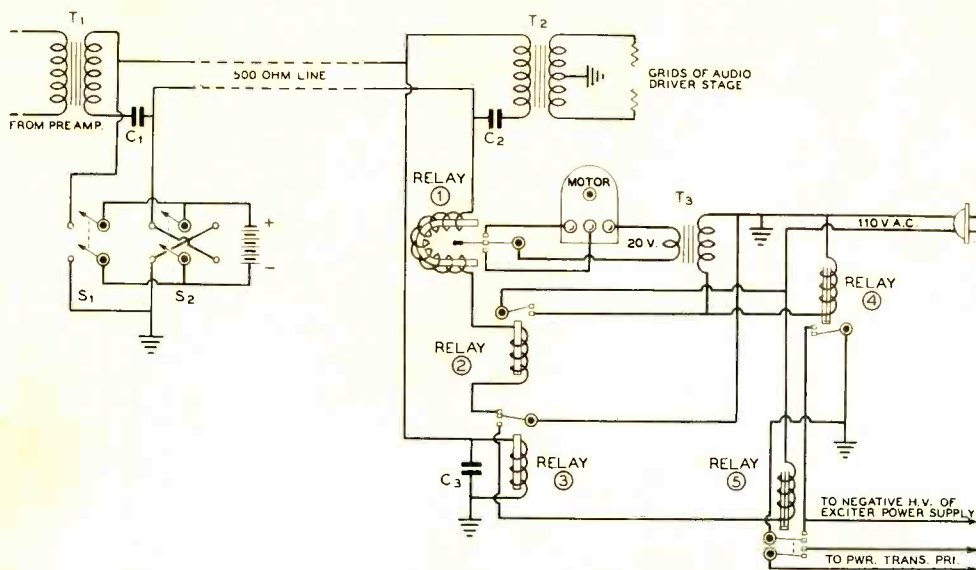 T1
T2
500 OHM LINE
GRIDS OF AUDIO
DRIVER STAGE
FROM PREAMP.
C1
C2
RELAY
1
MOTOR
T3
20 V.
110 V A.C.
+
−
S1
S2
RELAY
4
RELAY
2
C3
RELAY
3
RELAY
5
TO NEGATIVE H.V. OF
EXCITER POWER SUPPLY
TO PWR. TRANS. PRI.